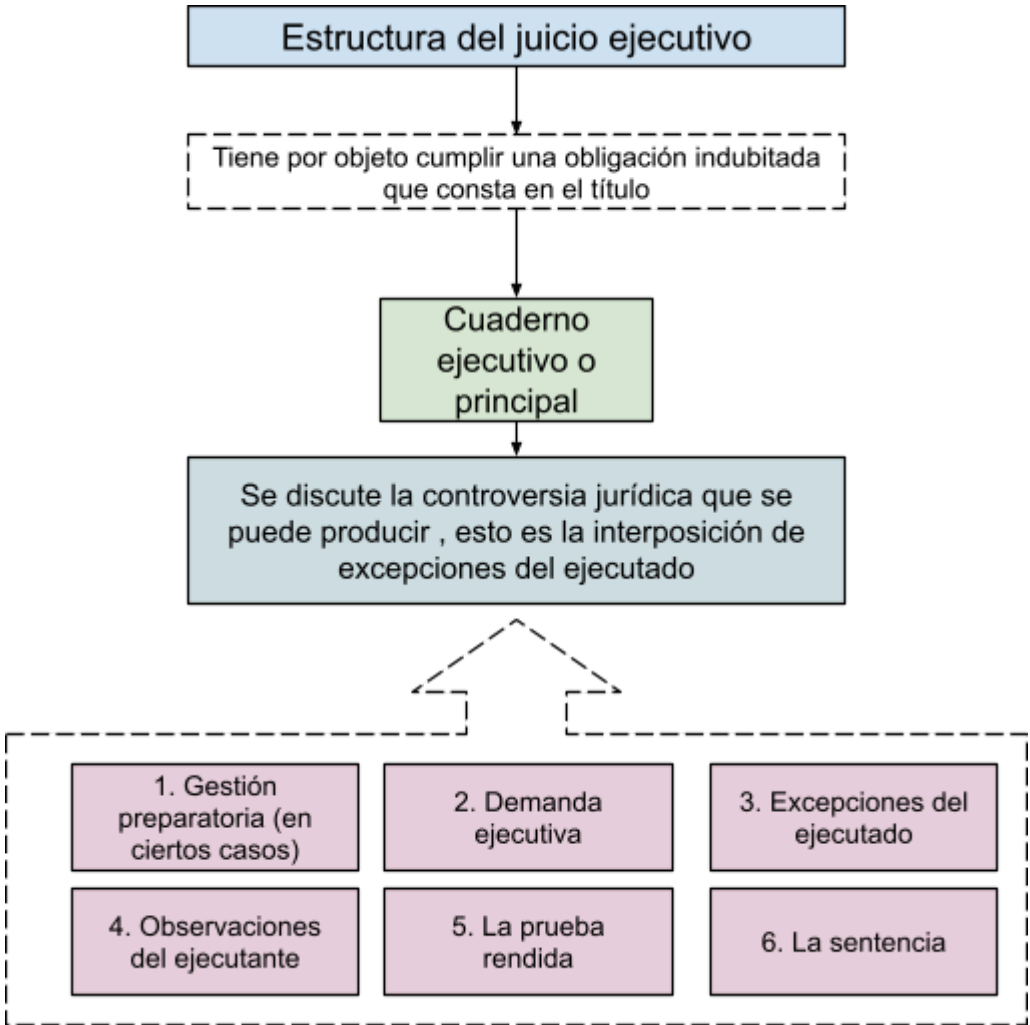 Estructura del juicio ejecutivo
Tiene por objeto cumplir una obligación indubitada
que consta en el título
Cuaderno
ejecutivo o
principal
Se discute la controversia jurídica que se
puede producir , esto es la interposición de
excepciones del ejecutado
1. Gestión
preparatoria (en
ciertos casos)
2. Demanda
ejecutiva
3. Excepciones del
ejecutado
4. Observaciones
del ejecutante
5. La prueba
rendida
6. La sentencia